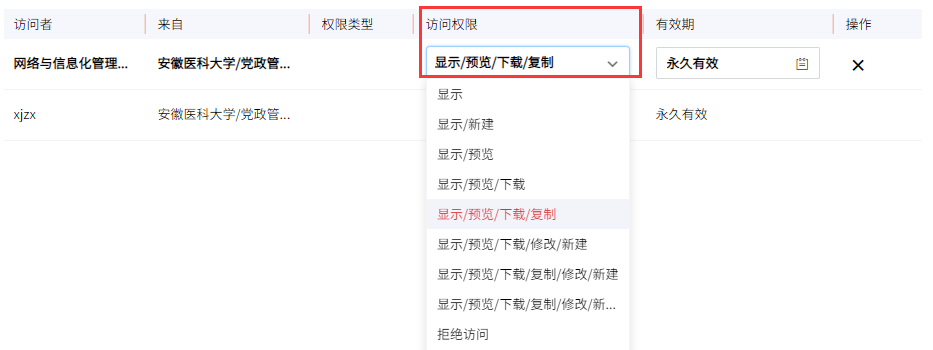 访问者 来自 权限类型 访问权限 有效期 操作
网络与信息化管理... 安徽医科大学/党政管... 显示/预览/下载/复制 永久有效
显示
xjzx 安徽医科大学/党政管... 永久有效
显示/新建
显示/预览
显示/预览/下载
显示/预览/下载/复制
显示/预览/下载/修改/新建
显示/预览/下载/复制/修改/新建
显示/预览/下载/复制/修改/新...
拒绝访问